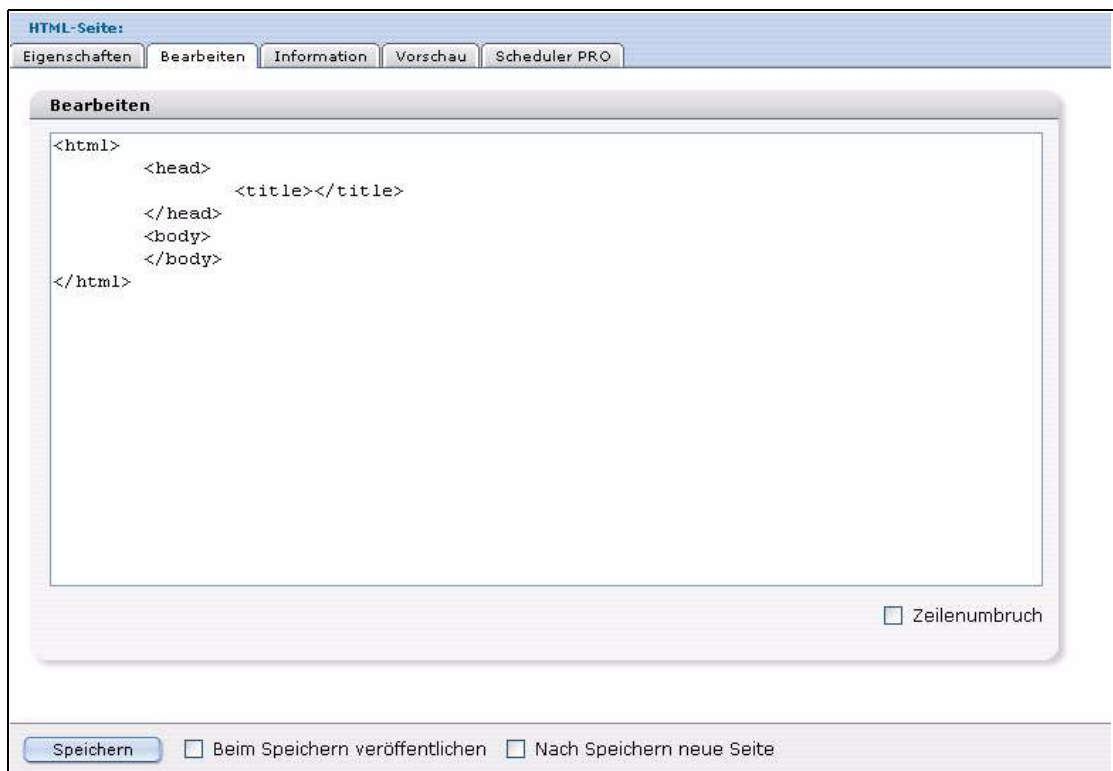 HTML-Seite:
Eigenschaften Bearbeiten Information Vorschau Scheduler PRO
Bearbeiten
<html>
<head>
<title></title>
</head>
<body>
</body>
</html>
Zeilenumbruch
Speichern Beim Speichern veröffentlichen Nach Speichern neue Seite